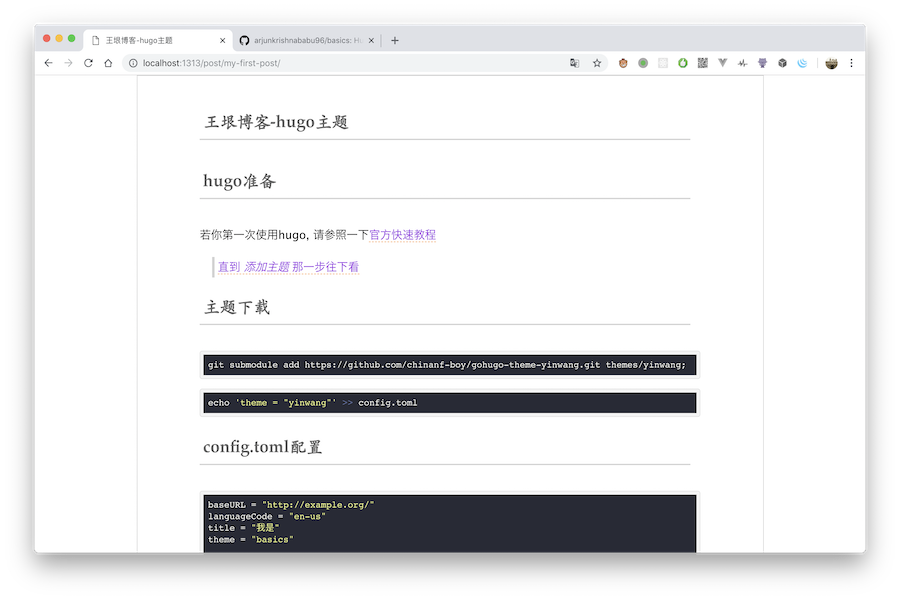 王垠博客-hugo主题
arjunkrishnababu96/basics: H
localhost:1313/post/my-first-post/
王垠博客-hugo主题
hugo准备
若你第一次使用hugo, 请参照一下官方快速教程
直到 添加主题 那一步往下看
主题下载
git submodule add https://github.com/chinanf-boy/gohugo-theme-yinwang.git themes/yinwang;
echo 'theme = "yinwang"' >> config.toml
config.toml配置
baseURL = "http://example.org/"
languageCode = "en-us"
title = "我是"
theme = "basics"